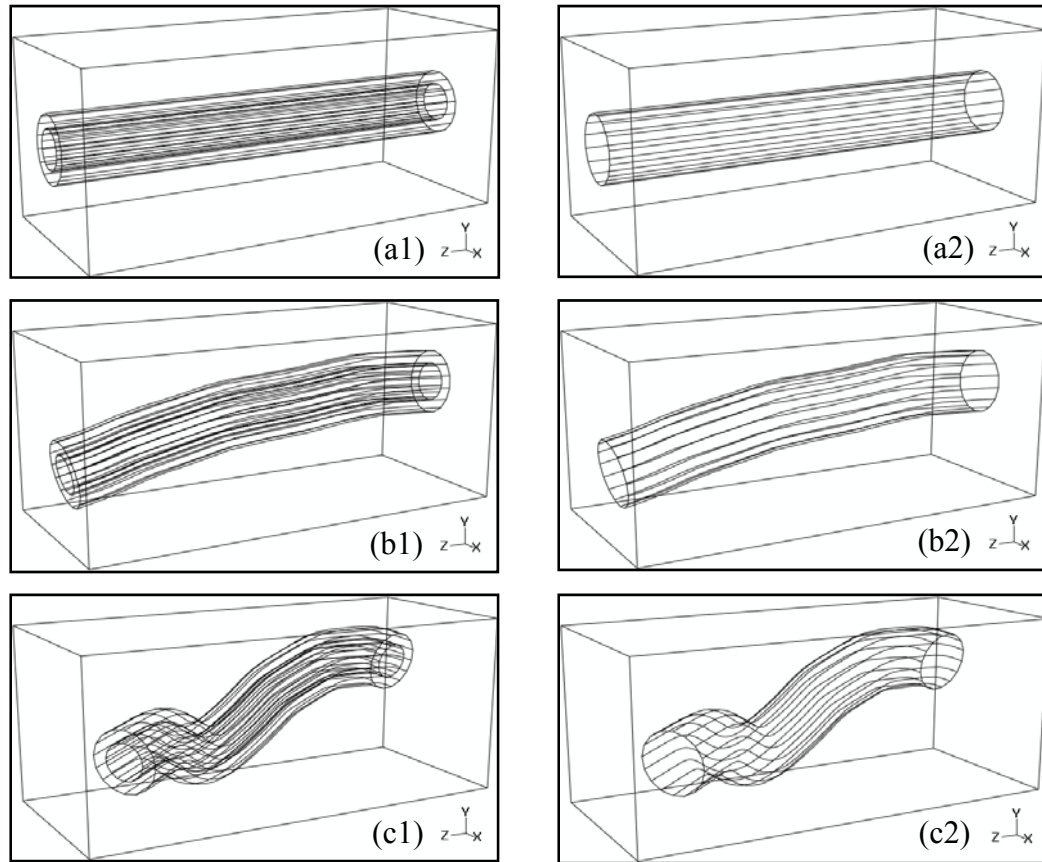 Y
Z X
(a1)
Y
Z X
(a2)
Y
Z X
(b1)
Y
Z X
(b2)
Y
Z X
(c1)
Y
Z X
(c2)